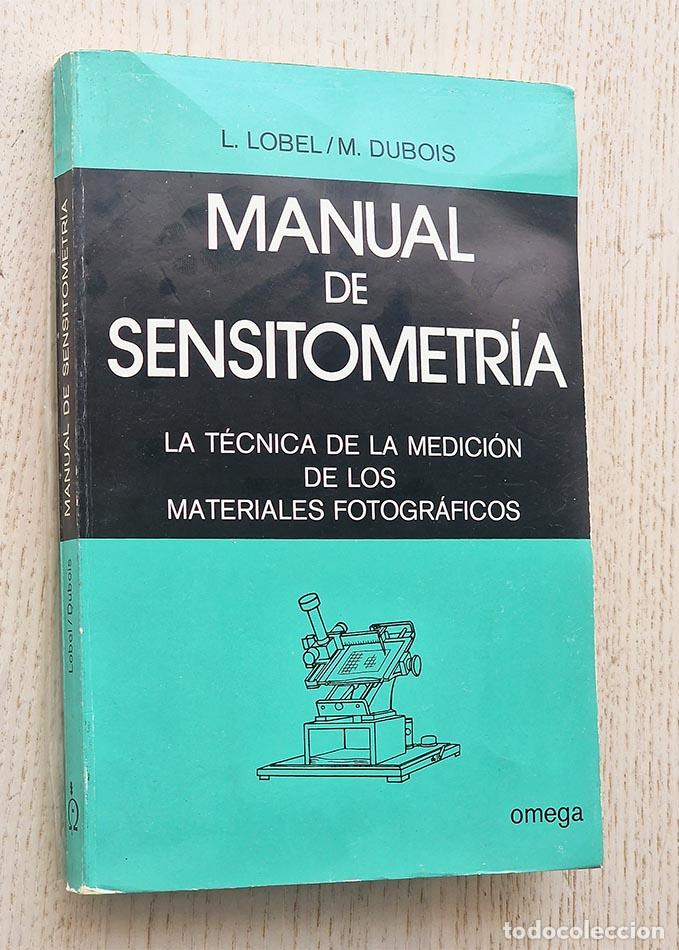 L. LOBEL/M. DUBOIS
MANUAL
DE
SENSITOMETRÍA
LA TÉCNICA DE LA MEDICIÓN
DE LOS
MATERIALES FOTOGRÁFICOS
omega
MANUAL DE SENSITOMETRÍA
Lobel/Dubois
todocoleccion